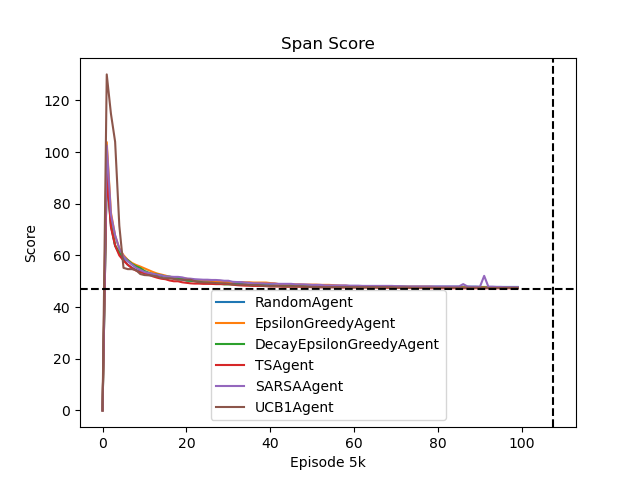 Span Score
120
100
80
60
40
20
0
Score
RandomAgent
EpsilonGreedyAgent
DecayEpsilonGreedyAgent
TSAgent
SARSAAgent
UCB1Agent
0 20 40 60 80 100
Episode 5k